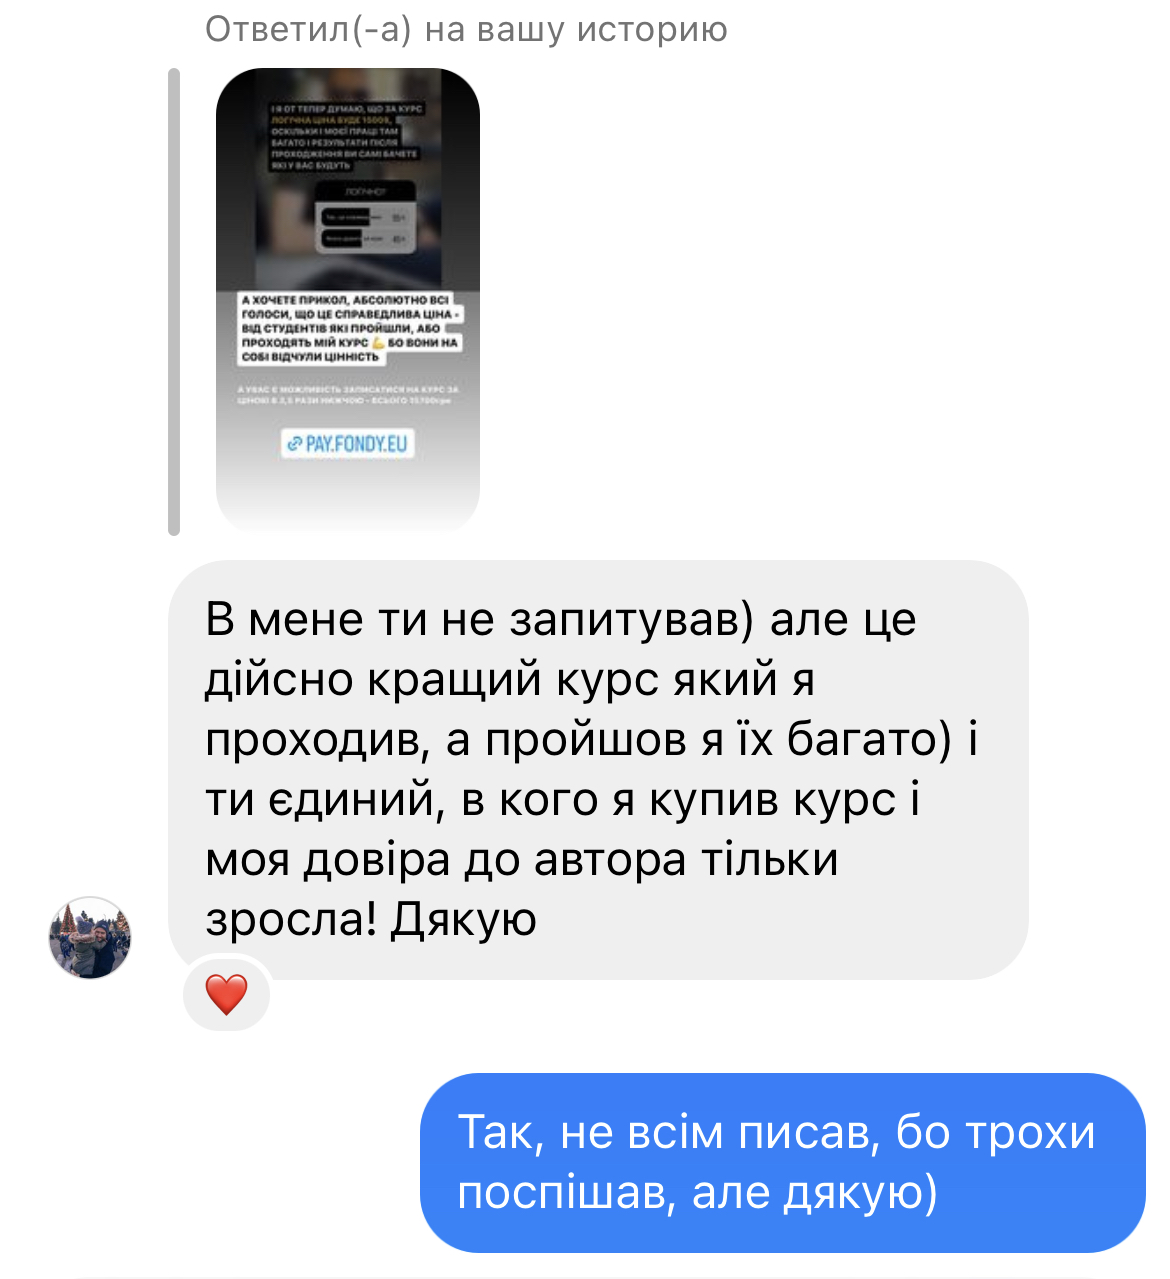 Ответил(-а) на вашу историю
І Я ОТ ТЕПЕР ДУМАЮ, ЩО ЗА КУРС
ЛОГІЧНА ЦІНА БУДЕ 1500$,
ОСКІЛЬКИ І МОЄЇ ПРАЦІ ТАМ
БАГАТО І РЕЗУЛЬТАТИ ПІСЛЯ
ПРОХОДЖЕННЯ ВИ САМІ БАЧЕТЕ
ЯКІ У ВАС БУДУТЬ
ЛОГІЧНО?
А ХОЧЕТЕ ПРИКОЛ, АБСОЛЮТНО ВСІ
ГОЛОСИ, ЩО ЦЕ СПРАВЕДЛИВА ЦІНА -
ВІД СТУДЕНТІВ ЯКІ ПРОЙШЛИ, АБО
ПРОХОДЯТЬ МІЙ КУРС 💪 БО ВОНИ НА
СОБІ ВІДЧУЛИ ЦІННІСТЬ
А У ВАС Є МОЖЛИВІСТЬ ЗАПИСАТИСЯ НА КУРС ЗА
ЦІНОЮ В 3,5 РАЗИ НИЖЧОЮ - ВСЬОГО 15700грн
PAY.FONDY.EU
В мене ти не запитував) але це
дійсно кращий курс який я
проходив, а пройшов я їх багато) і
ти єдиний, в кого я купив курс і
моя довіра до автора тільки
зросла! Дякую
Так, не всім писав, бо трохи
поспішав, але дякую)